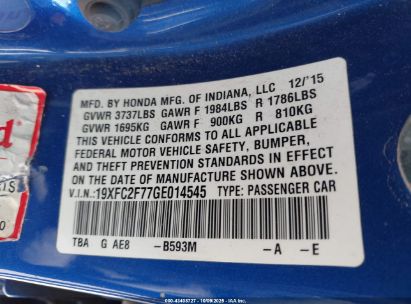 MFD. BY HONDA MFG. OF INDIANA, LLC 12/'15
GVWR 3737LBS GAWR F 1984LBS R 1786LBS
GVWR 1695KG GAWR F 900KG R 810KG
THIS VEHICLE CONFORMS TO ALL APPLICABLE
FEDERAL MOTOR VEHICLE SAFETY, BUMPER,
AND THEFT PREVENTION STANDARDS IN EFFECT
ON THE DATE OF MANUFACTURE SHOWN ABOVE.
V.I.N.:19XFC2F77GE014545 TYPE: PASSENGER CAR
TBA G AE8 -B593M -A -E